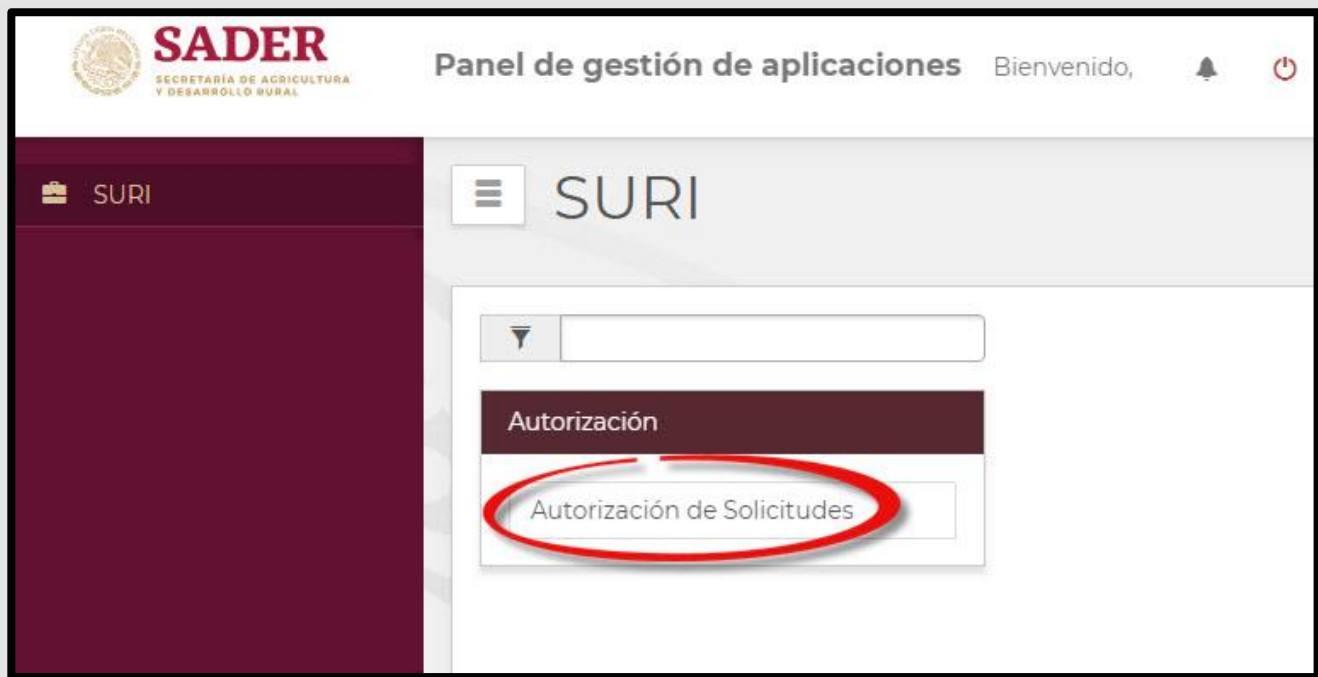 SADER
SECRETARÍA DE AGRICULTURA
Y DESARROLLO RURAL
Panel de gestión de aplicaciones Bienvenido,
SURI
SURI
Autorización
Autorización de Solicitudes